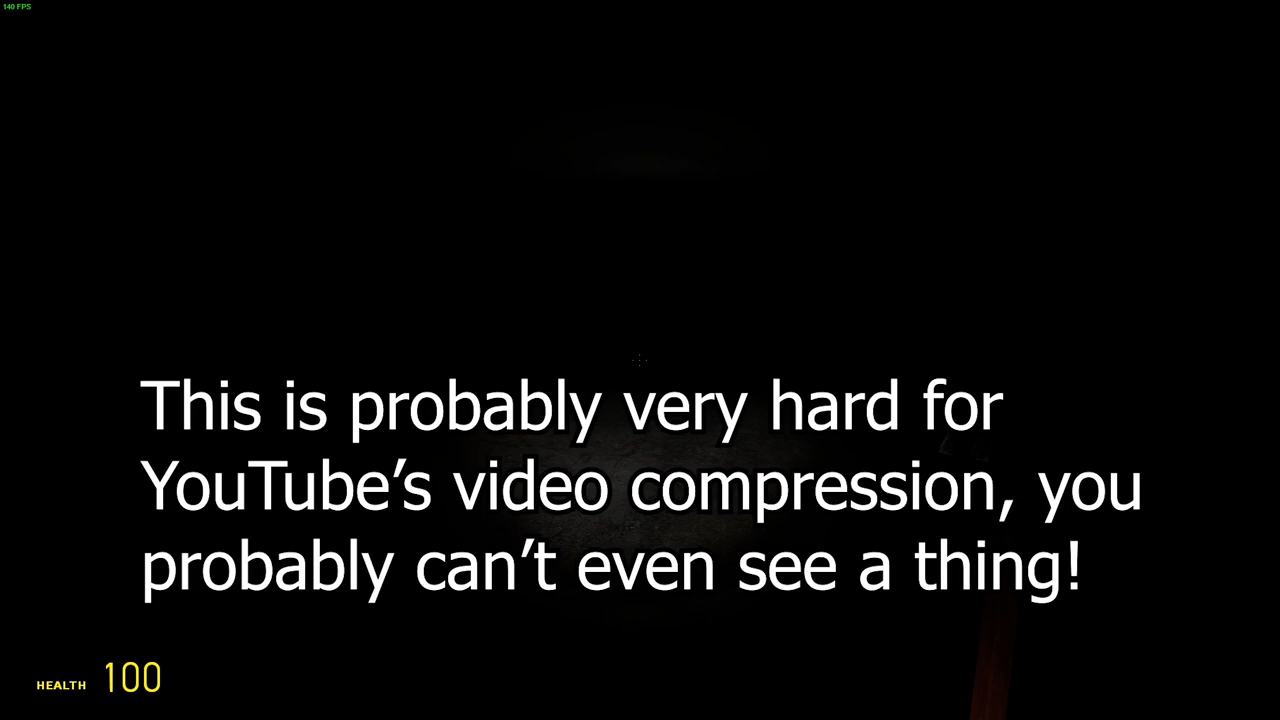 140 FPS
This is probably very hard for
YouTube’s video compression, you
probably can’t even see a thing!
HEALTH 100